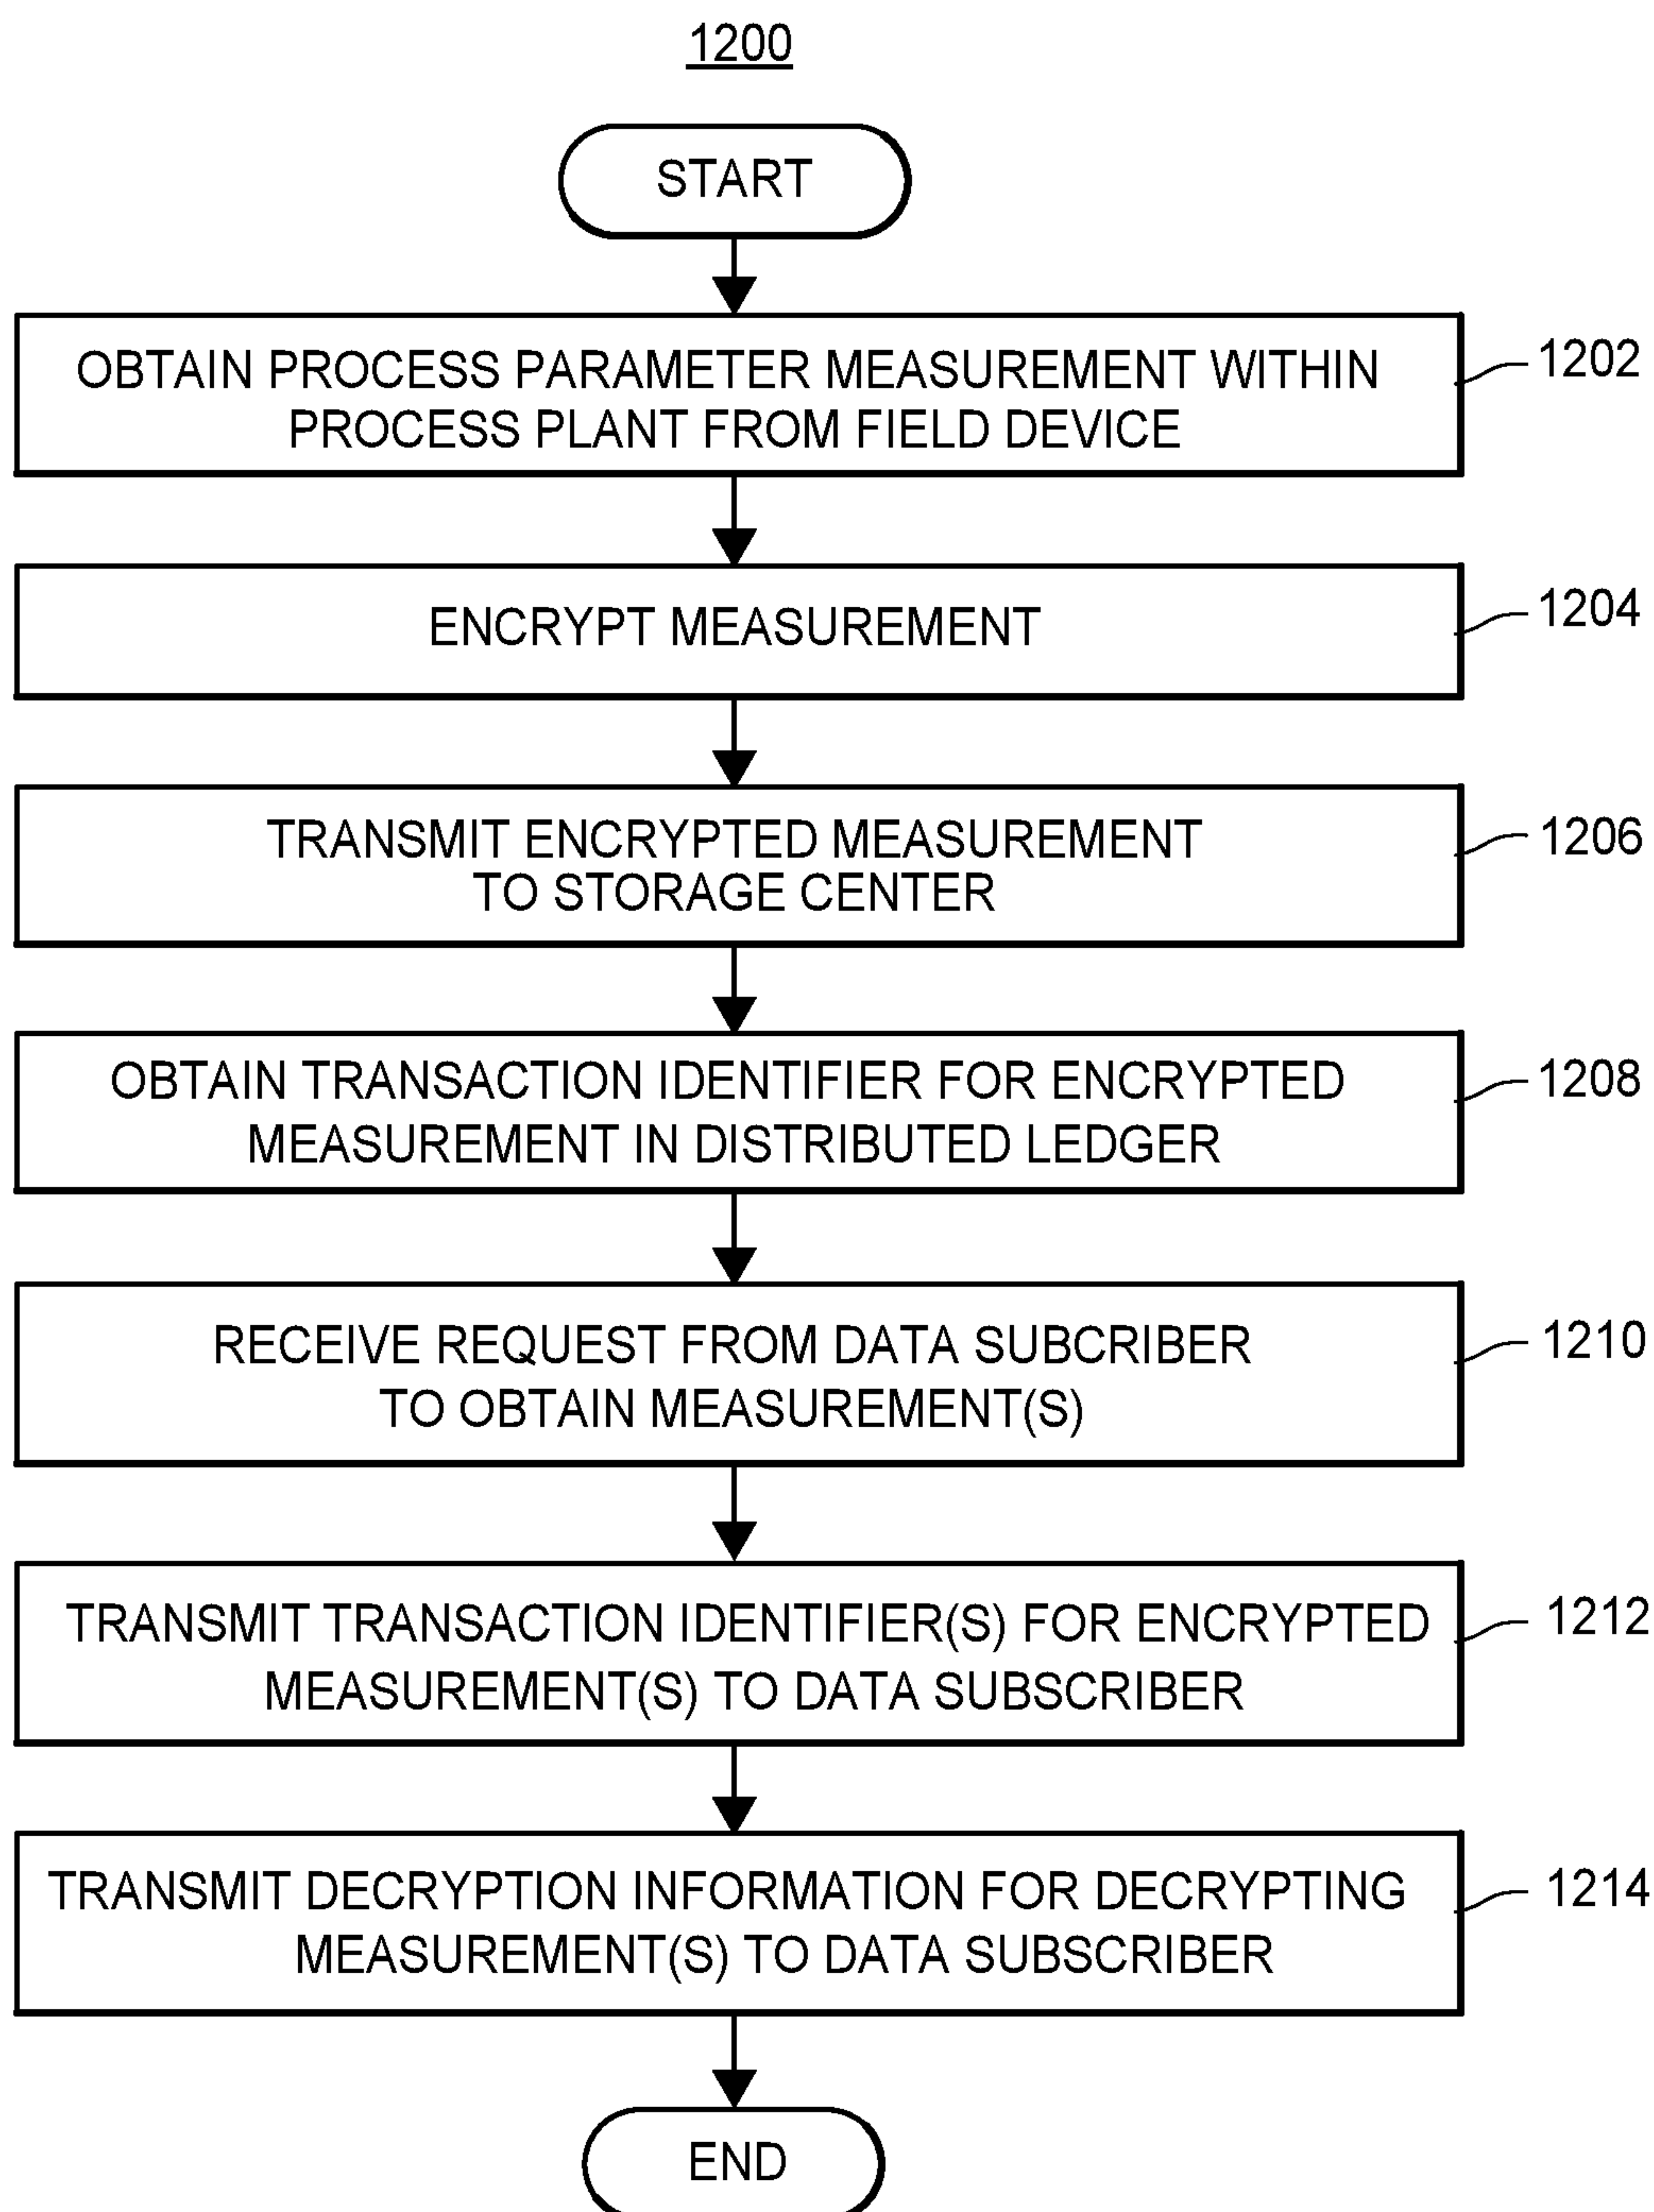 1200
START
OBTAIN PROCESS PARAMETER MEASUREMENT WITHIN
PROCESS PLANT FROM FIELD DEVICE
1202
ENCRYPT MEASUREMENT
1204
TRANSMIT ENCRYPTED MEASUREMENT
TO STORAGE CENTER
1206
OBTAIN TRANSACTION IDENTIFIER FOR ENCRYPTED
MEASUREMENT IN DISTRIBUTED LEDGER
1208
RECEIVE REQUEST FROM DATA SUBCRIBER
TO OBTAIN MEASUREMENT(S)
1210
TRANSMIT TRANSACTION IDENTIFIER(S) FOR ENCRYPTED
MEASUREMENT(S) TO DATA SUBSCRIBER
1212
TRANSMIT DECRYPTION INFORMATION FOR DECRYPTING
MEASUREMENT(S) TO DATA SUBSCRIBER
1214
END